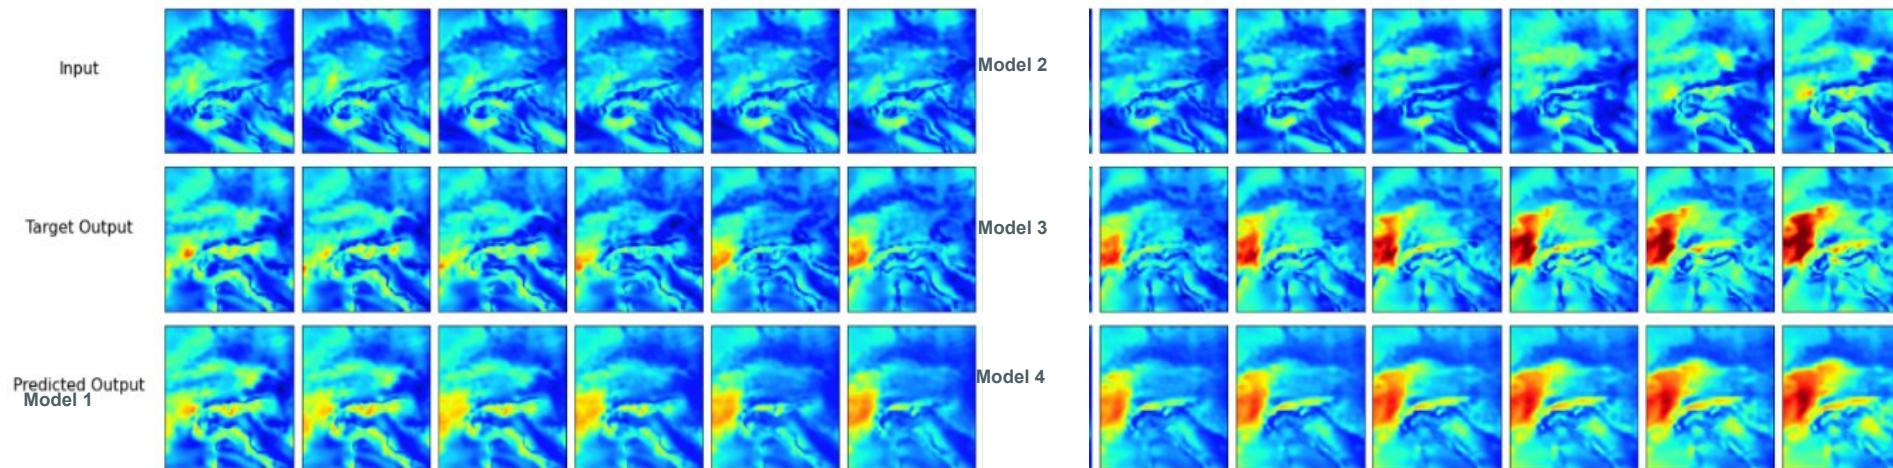 Input
Model 2
Target Output
Model 3
Predicted Output
Model 1
Model 4